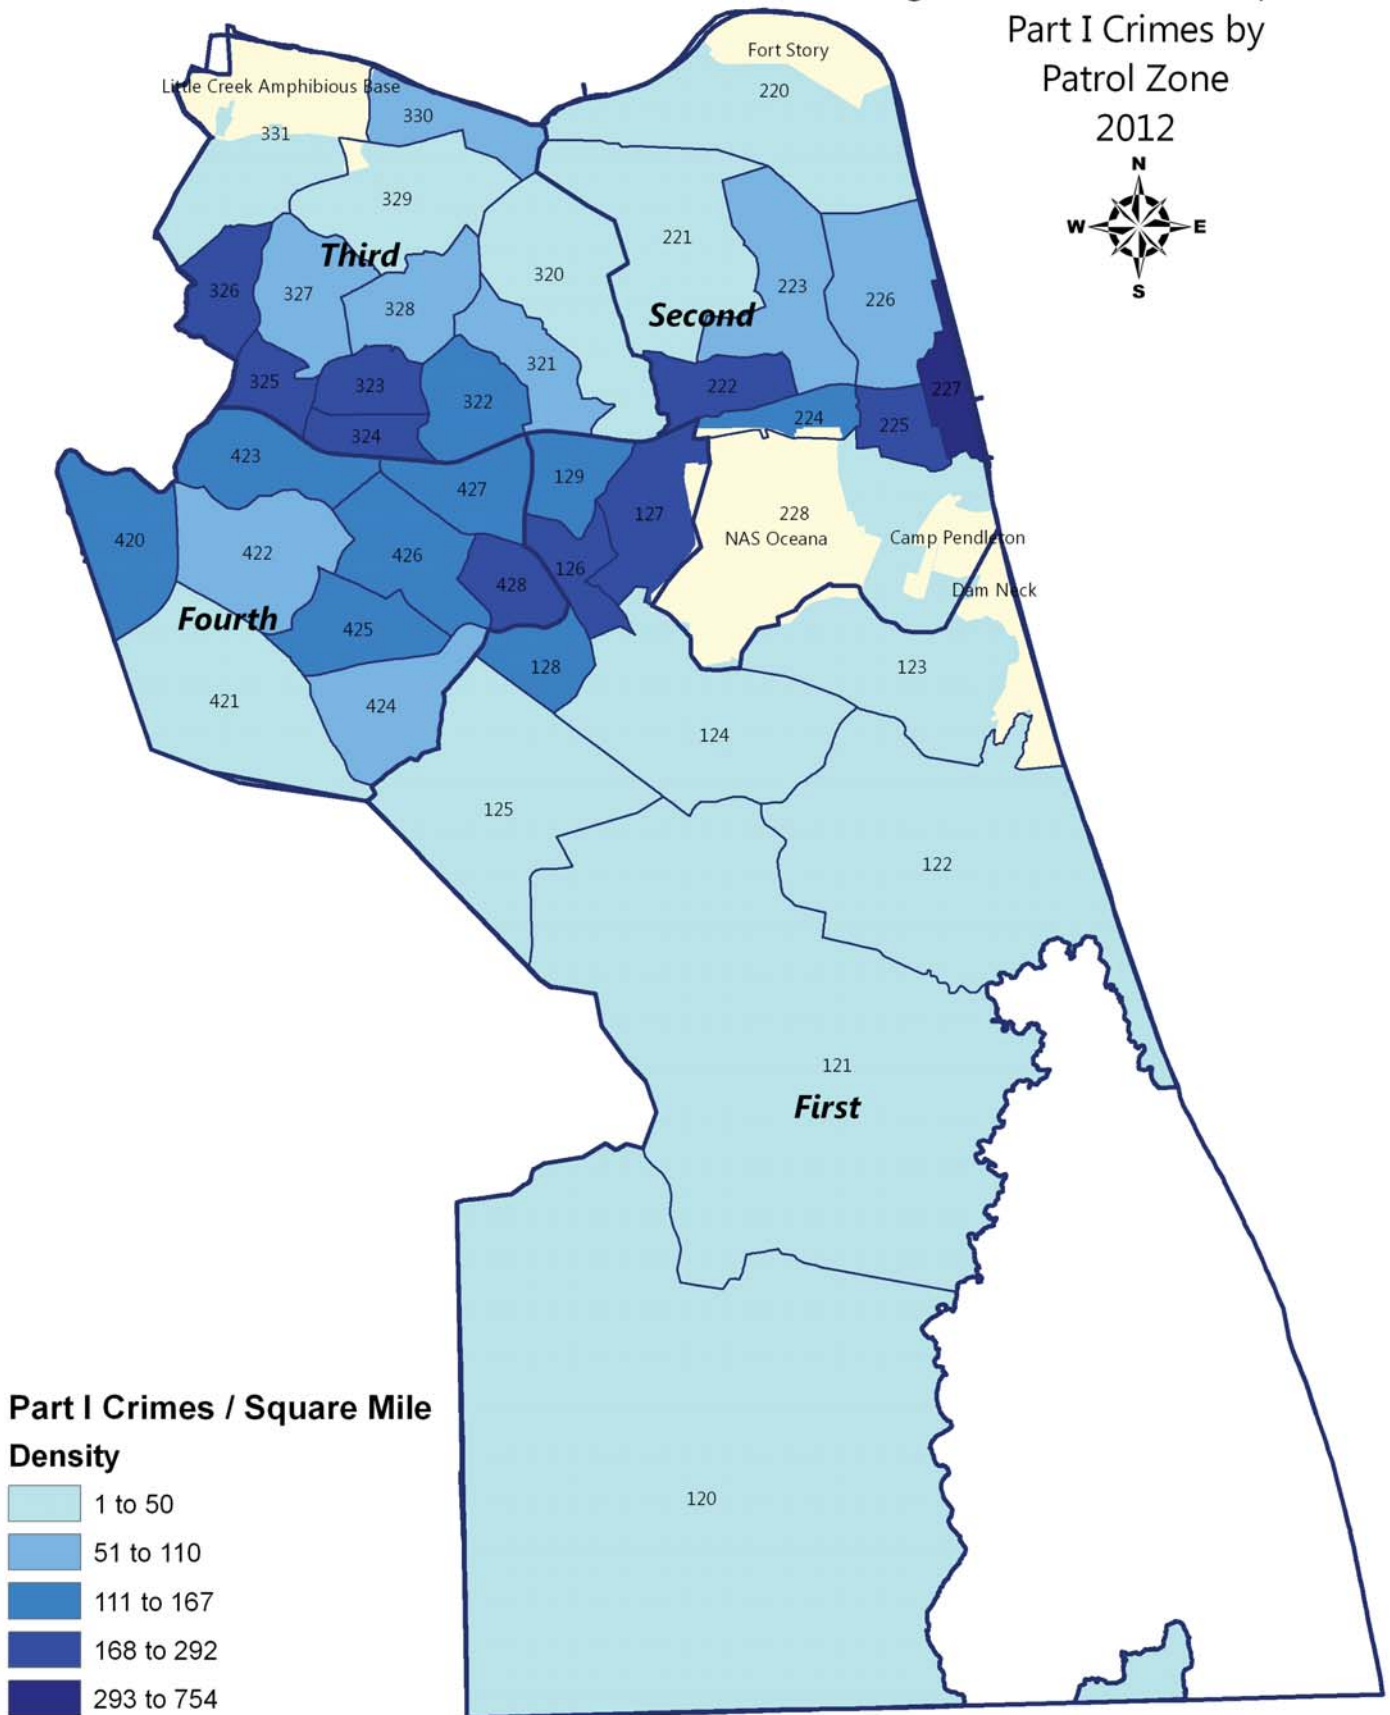 Part I Crimes by
Patrol Zone
2012
N
W E
S
Fort Story
220
Little Creek Amphibious Base
330
331
329
Third
221
320
326
327
328
223
226
Second
321
325
323
322
222
227
324
224
225
423
427
129
127
228
NAS Oceana
Camp Pendleton
Dam Neck
420
422
426
428
126
Fourth
425
128
123
421
424
124
125
122
121
First
120
Part I Crimes / Square Mile
Density
1 to 50
51 to 110
111 to 167
168 to 292
293 to 754